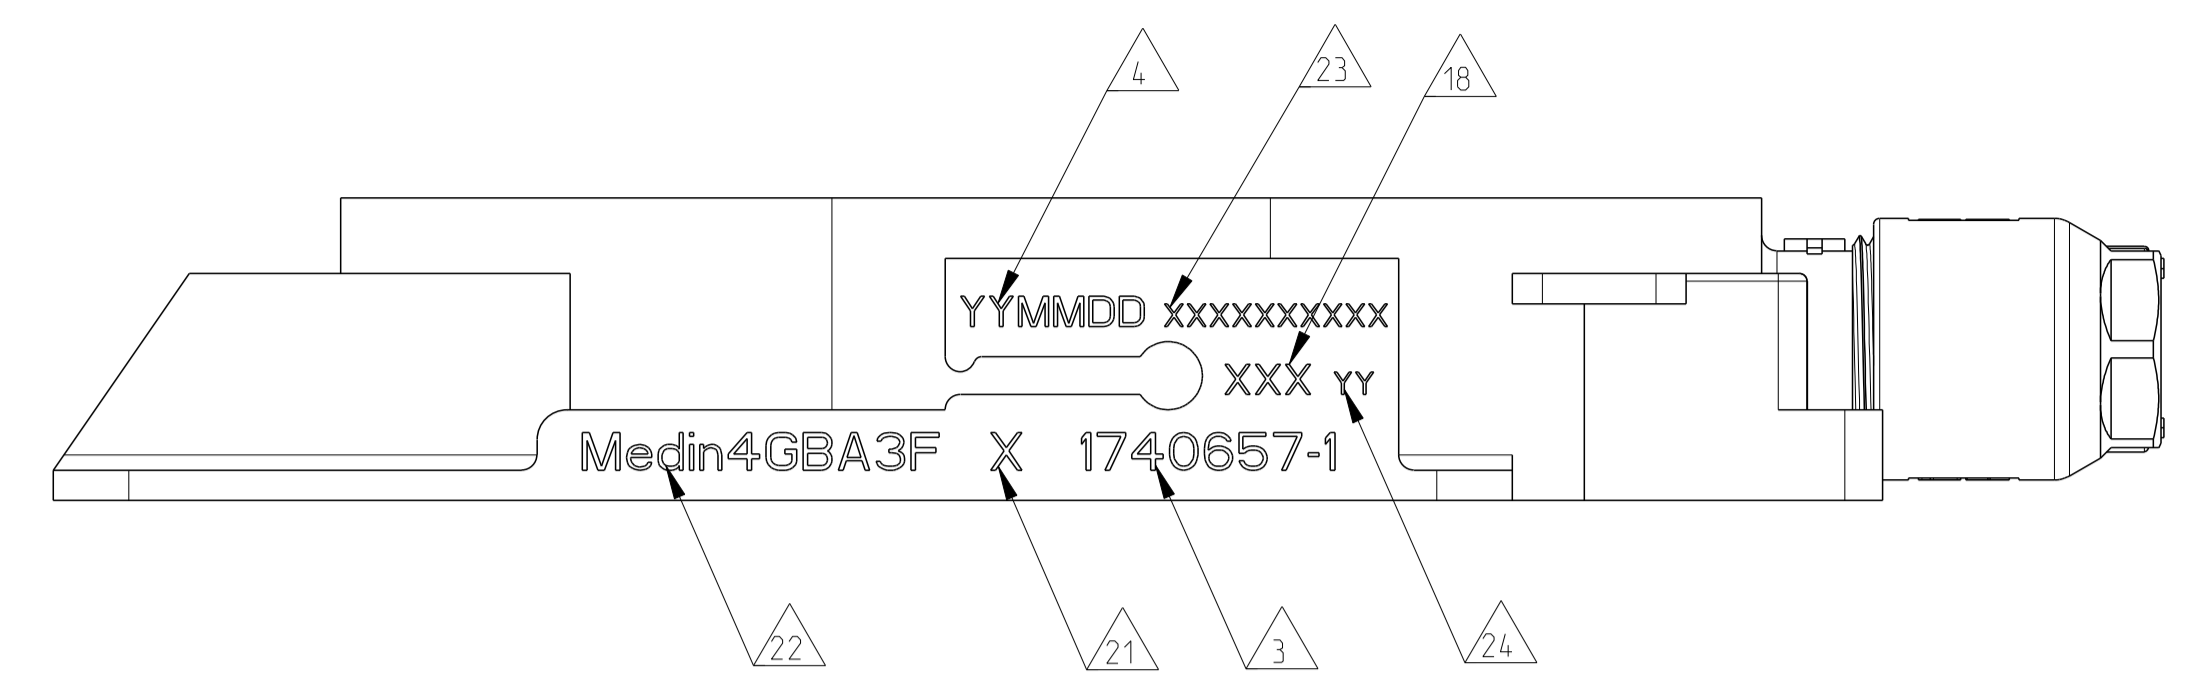 4 23 18
YYMMDD xxxxxxxxxx
XXX YY
Medin4GBA3F X 1740657-1
22 21 3 24